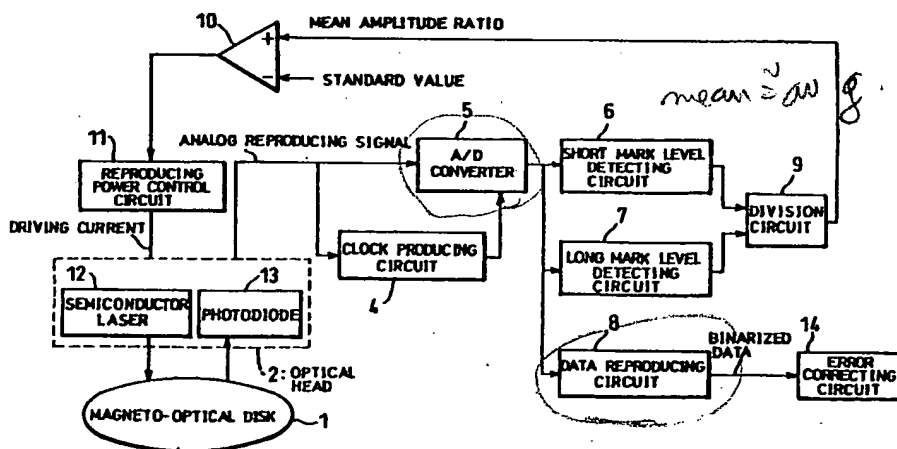 10
MEAN AMPLITUDE RATIO
+
−
STANDARD VALUE
mean
11
REPRODUCING
POWER CONTROL
CIRCUIT
ANALOG REPRODUCING SIGNAL
5
A/D
CONVERTER
6
SHORT MARK LEVEL
DETECTING
CIRCUIT
9
DIVISION
CIRCUIT
DRIVING CURRENT
CLOCK PRODUCING
CIRCUIT
4
7
LONG MARK LEVEL
DETECTING
CIRCUIT
12
SEMICONDUCTOR
LASER
13
PHOTODIODE
2: OPTICAL
HEAD
8
DATA REPRODUCING
CIRCUIT
BINARIZED
DATA
14
ERROR
CORRECTING
CIRCUIT
MAGNETO-OPTICAL DISK
1